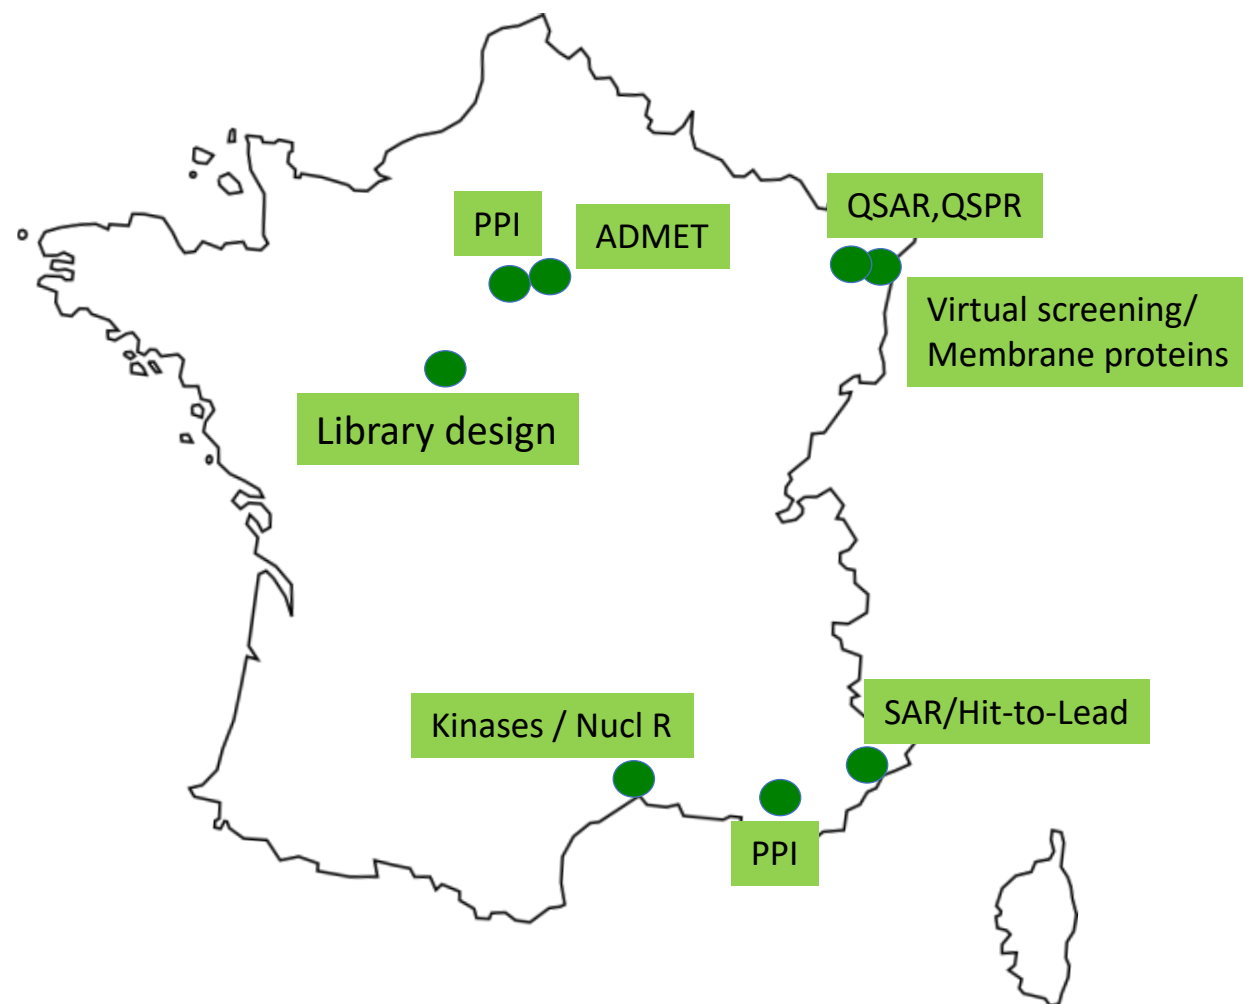 QSAR,QSPR
PPI
ADMET
Virtual screening/
Membrane proteins
Library design
SAR/Hit-to-Lead
Kinases / Nucl R
PPI